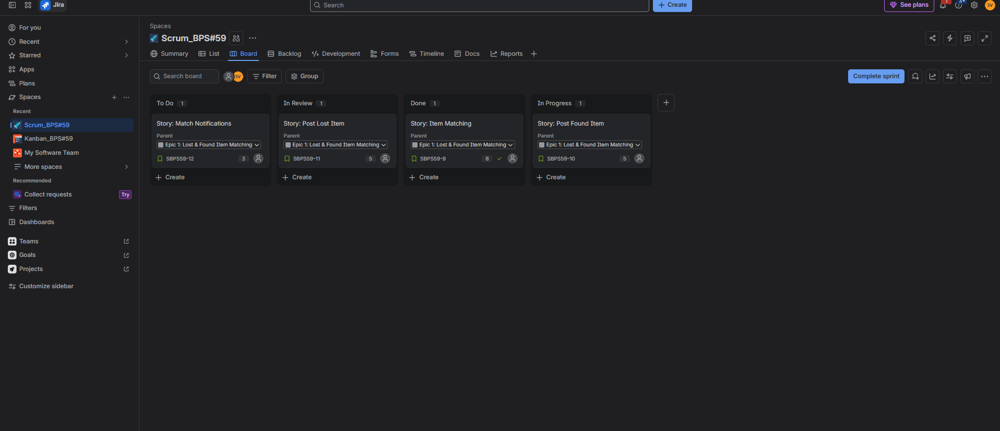 Jira
Search
+ Create
See plans
1
3+
SV
For you
Recent
Starred
Apps
Plans
Spaces
Recent
Scrum_BPS#59
Kanban_BPS#59
My Software Team
More spaces
Recommended
Collect requests
Try
Filters
Dashboards
Teams
Goals
Projects
Customize sidebar
Spaces
Scrum_BPS#59
Summary
List
Board
Backlog
Development
Forms
Timeline
Docs
Reports
Search board
SV
Filter
Group
Complete sprint
To Do 1
Story: Match Notifications
Parent
Epic 1: Lost & Found Item Matching
SBPS59-12 3
+ Create
In Review 1
Story: Post Lost Item
Parent
Epic 1: Lost & Found Item Matching
SBPS59-11 5
+ Create
Done 1
Story: Item Matching
Parent
Epic 1: Lost & Found Item Matching
SBPS59-9 8
+ Create
In Progress 1
Story: Post Found Item
Parent
Epic 1: Lost & Found Item Matching
SBPS59-10 5
+ Create